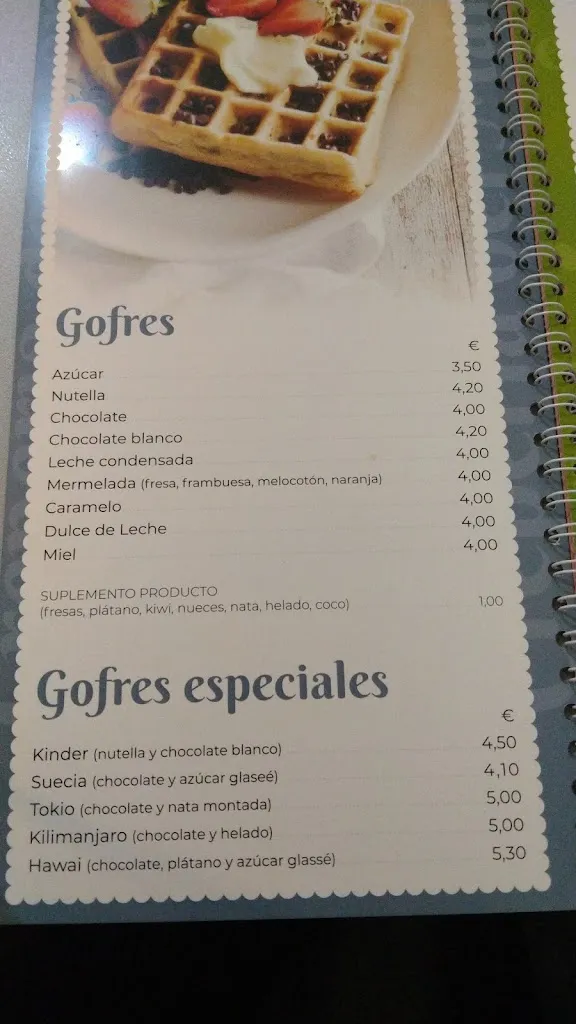 Gofres
€
Azúcar 3,50
Nutella 4,20
Chocolate 4,00
Chocolate blanco 4,20
Leche condensada 4,00
Mermelada (fresa, frambuesa, melocotón, naranja) 4,00
Caramelo 4,00
Dulce de Leche 4,00
Miel 4,00
SUPLEMENTO PRODUCTO
(fresas, plátano, kiwi, nueces, nata, helado, coco) 1,00
Gofres especiales
€
Kinder (nutella y chocolate blanco) 4,50
Suecia (chocolate y azúcar glaseé) 4,10
Tokio (chocolate y nata montada) 5,00
Kilimanjaro (chocolate y helado) 5,00
Hawai (chocolate, plátano y azúcar glassé) 5,30